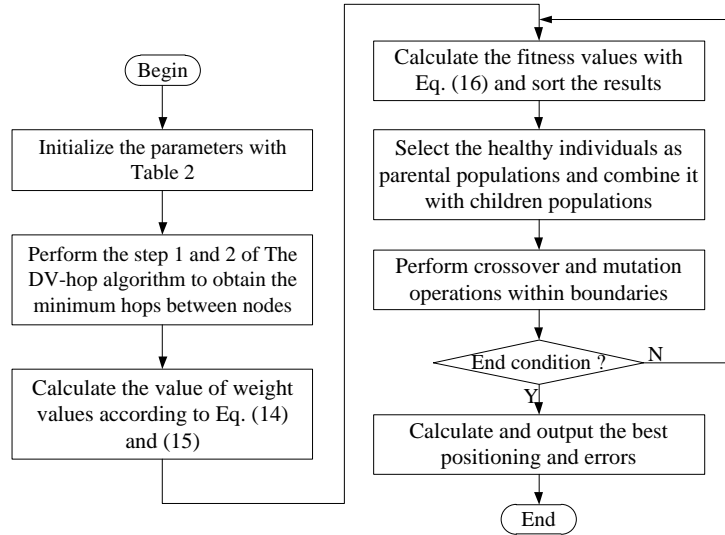 Begin
Initialize the parameters with
Table 2
Perform the step 1 and 2 of The
DV-hop algorithm to obtain the
minimum hops between nodes
Calculate the value of weight
values according to Eq. (14)
and (15)
Calculate the fitness values with
Eq. (16) and sort the results
Select the healthy individuals as
parental populations and combine it
with children populations
Perform crossover and mutation
operations within boundaries
End condition ?
N
Y
Calculate and output the best
positioning and errors
End